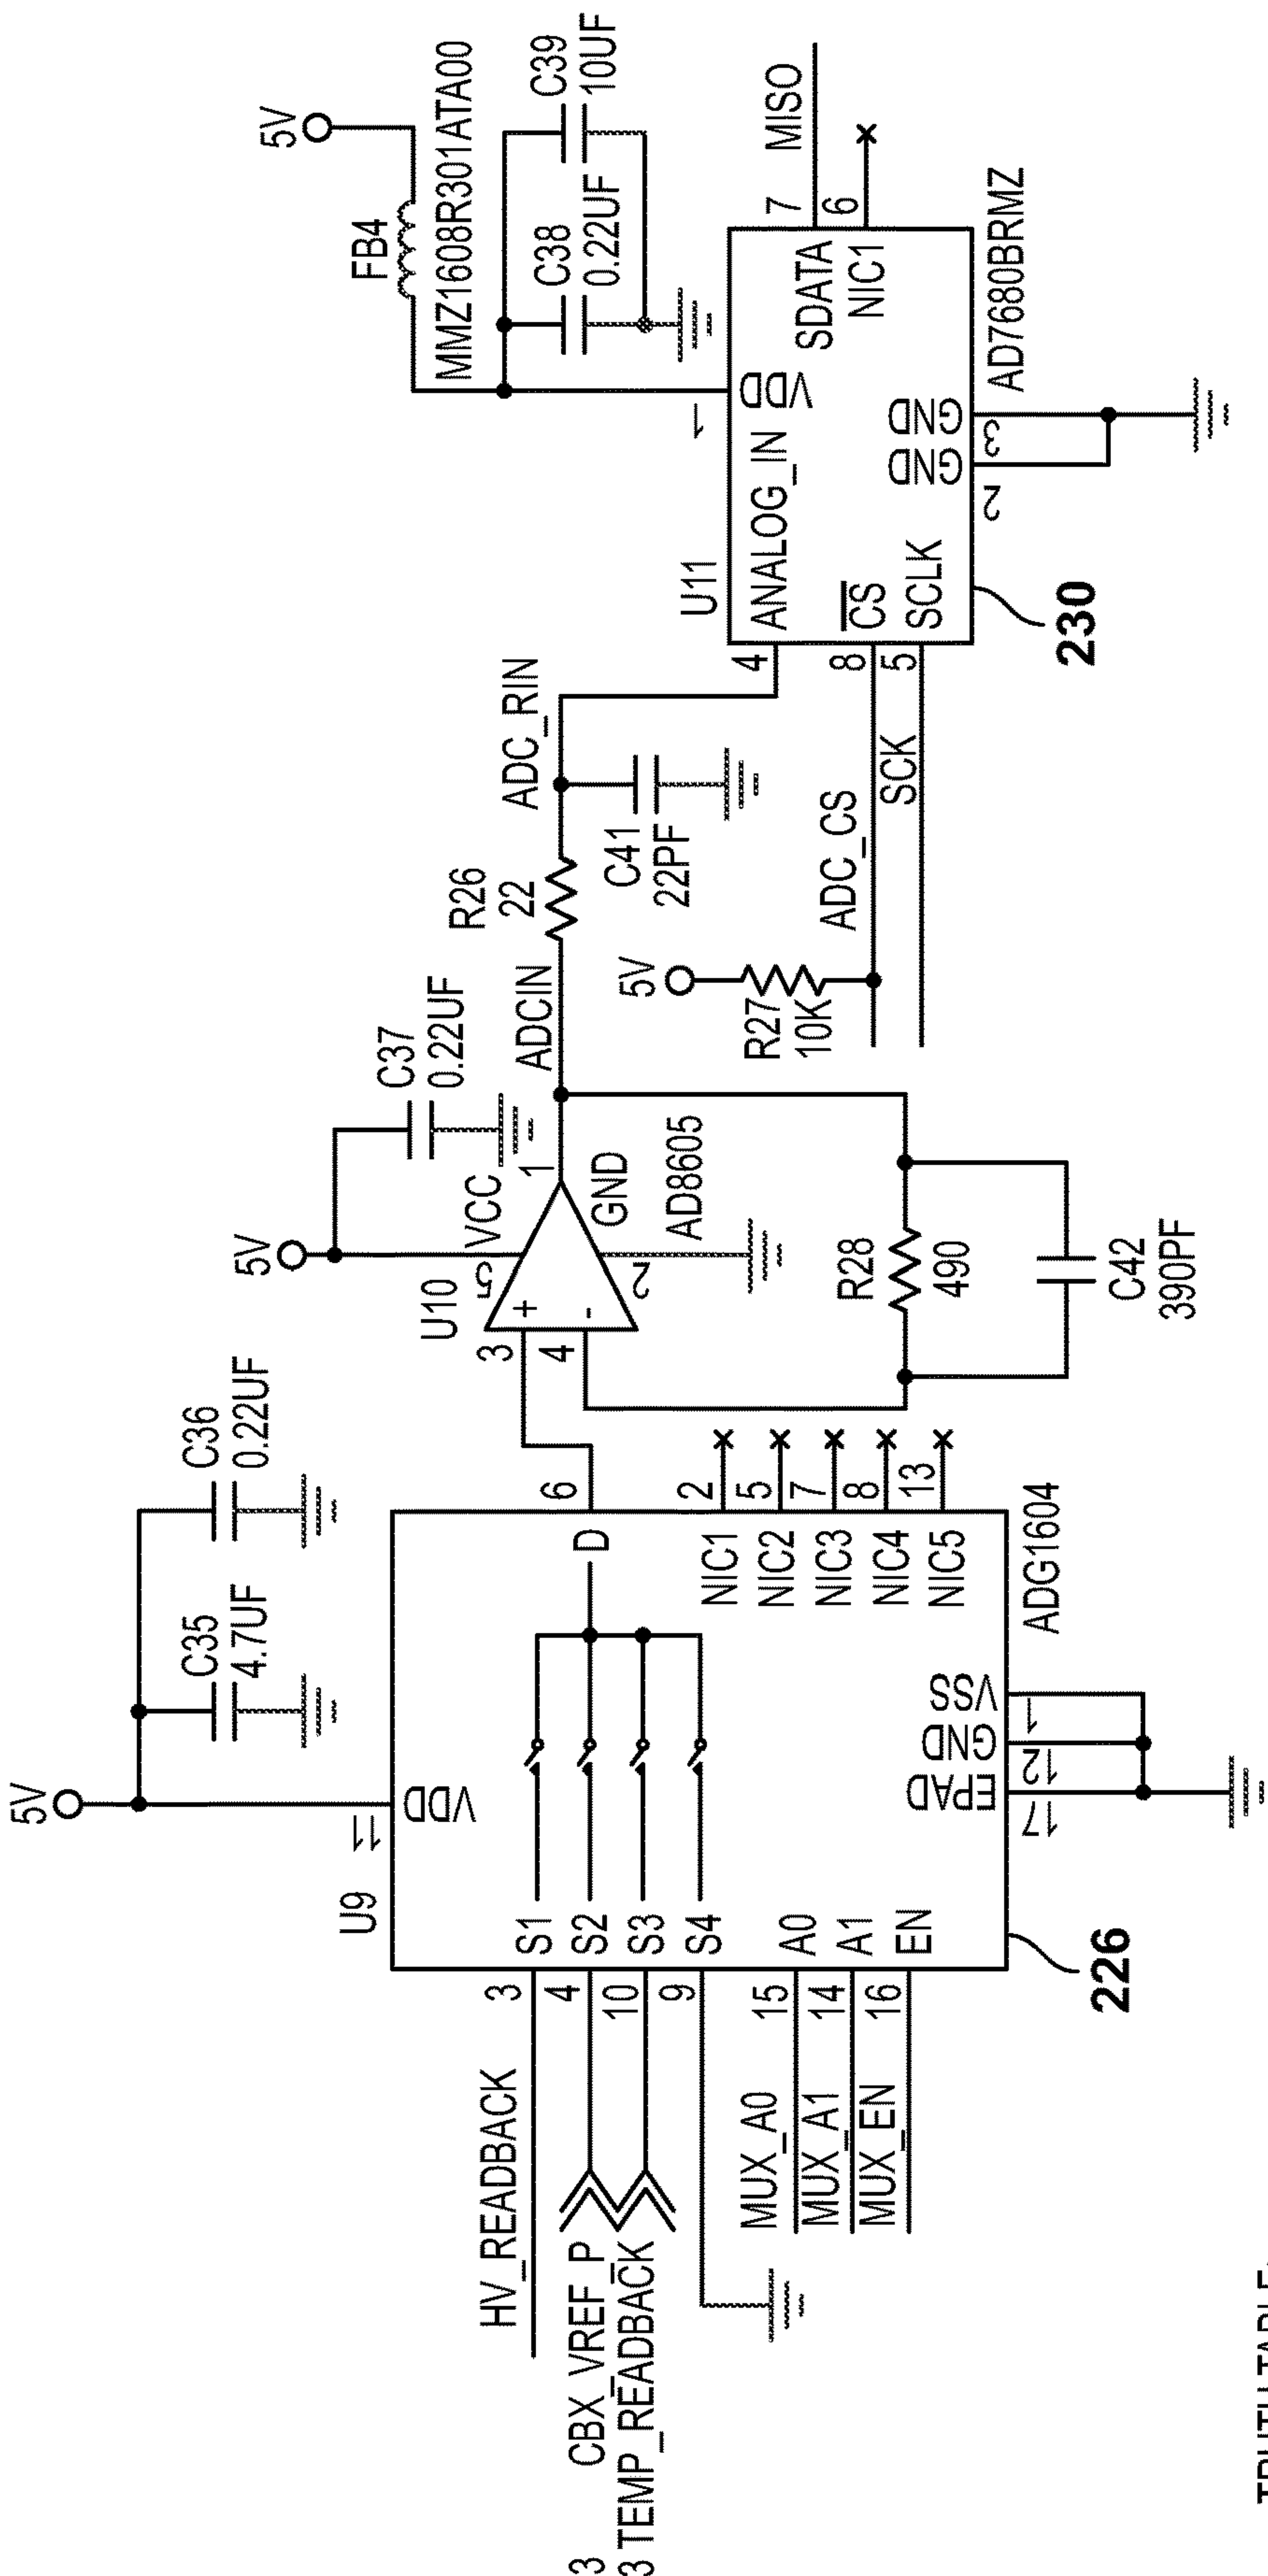 5V
C35
4.7UF
C36
0.22UF
U9
11
VDD
HV_READBACK
3
S1
3
CBX_VREF_P
4
S2
3 TEMP_READBACK
10
S3
9
S4
MUX_A0
15
A0
MUX_A1
14
A1
MUX_EN
16
EN
D
6
NIC1
2
NIC2
5
NIC3
7
NIC4
8
NIC5
13
EPAD
17
GND
12
VSS
1
ADG1604
226
5V
C37
0.22UF
U10
5
VCC
3
+
4
-
1
GND
2
AD8605
R28
490
C42
390PF
ADCIN
R26
22
ADC_RIN
C41
22PF
5V
R27
10K
ADC_CS
SCK
5V
FB4
MMZ1608R301ATA00
C38
0.22UF
C39
10UF
U11
1
VDD
4
ANALOG_IN
8
CS
5
SCLK
SDATA
7
MISO
NIC1
6
GND
2
GND
3
AD7680BRMZ
230